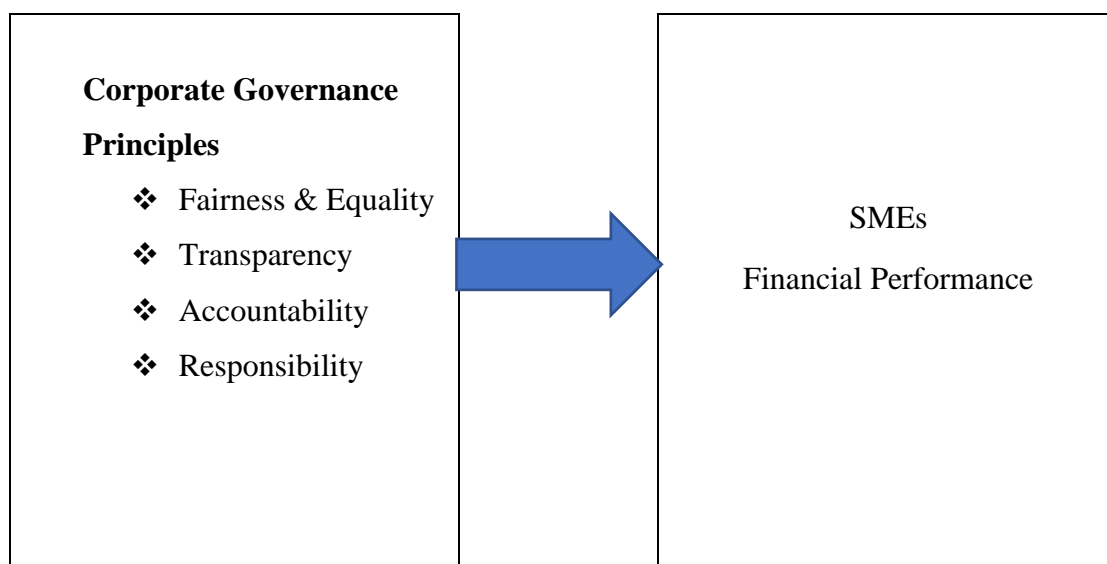 Corporate Governance
Principles
❖ Fairness & Equality
❖ Transparency
❖ Accountability
❖ Responsibility
SMEs
Financial Performance